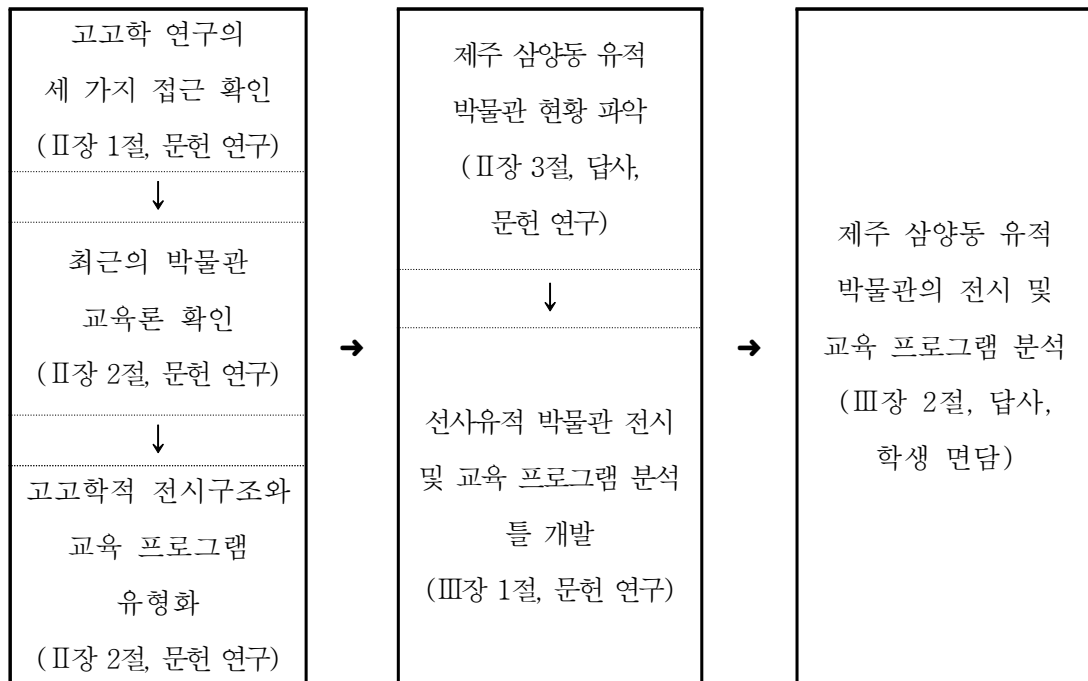 고고학 연구의
세 가지 접근 확인
(Ⅱ장 1절, 문헌 연구)
↓
최근의 박물관
교육론 확인
(Ⅱ장 2절, 문헌 연구)
↓
고고학적 전시구조와
교육 프로그램
유형화
(Ⅱ장 2절, 문헌 연구)
➔
제주 삼양동 유적
박물관 현황 파악
(Ⅱ장 3절, 답사,
문헌 연구)
↓
선사유적 박물관 전시
및 교육 프로그램 분석
틀 개발
(Ⅲ장 1절, 문헌 연구)
➔
제주 삼양동 유적
박물관의 전시 및
교육 프로그램 분석
(Ⅲ장 2절, 답사,
학생 면담)